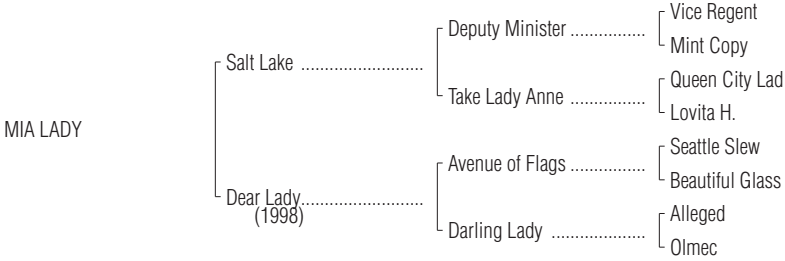 Vice Regent
Deputy Minister ................
Mint Copy
Salt Lake ..........................
Queen City Lad
Take Lady Anne ................
Lovita H.
MIA LADY
Seattle Slew
Avenue of Flags ................
Beautiful Glass
Dear Lady..........................
(1998)
Alleged
Darling Lady ....................
Olmec